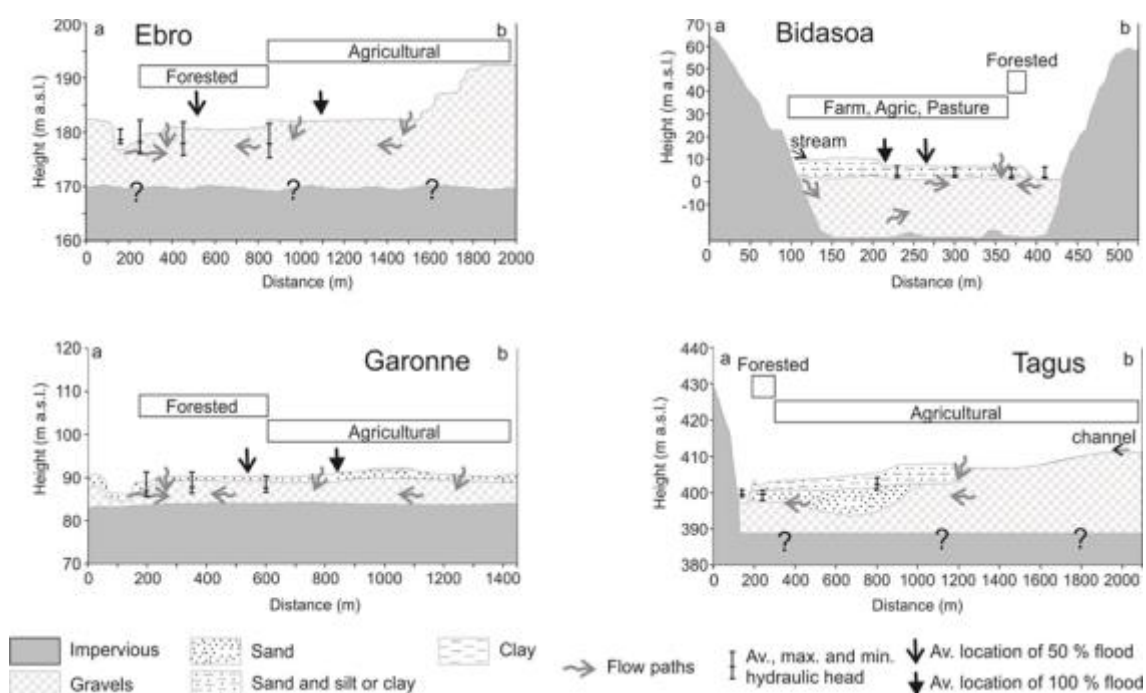 a Ebro b
200
190
180
170
160
Height (m a.s.l.)
Agricultural
Forested
? ? ?
0 200 400 600 800 1000 1200 1400 1600 1800 2000
Distance (m)
a Bidasoa b
70
60
50
40
30
20
10
0
-10
Height (m a.s.l.)
Forested
Farm, Agric, Pasture
stream
0 50 100 150 200 250 300 350 400 450 500
Distance (m)
a Garonne b
120
110
100
90
80
70
Height (m a.s.l.)
Forested
Agricultural
0 200 400 600 800 1000 1200 1400
Distance (m)
a Tagus b
440
430
420
410
400
390
380
Height (m a.s.l.)
Forested
Agricultural
channel
? ? ?
0 200 400 600 800 1000 1200 1400 1600 1800 2000
Distance (m)
Impervious
Gravels
Sand
Sand and silt or clay
Clay
Flow paths
Av., max. and min.
hydraulic head
Av. location of 50 % flood
Av. location of 100 % flood